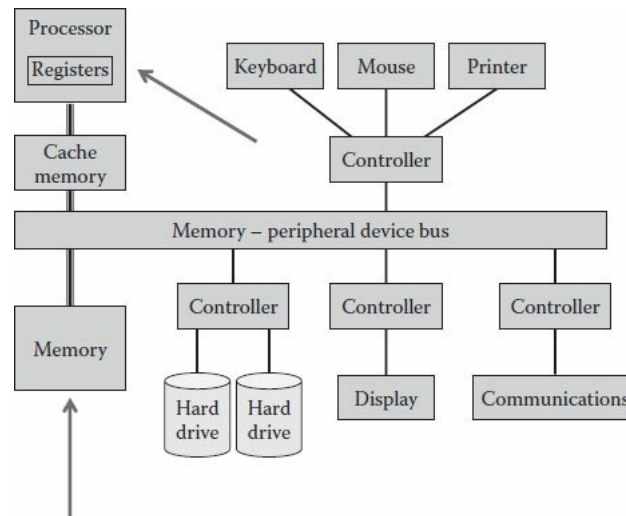 Processor
Registers
Keyboard
Mouse
Printer
Cache
memory
Controller
Memory – peripheral device bus
Controller
Controller
Controller
Memory
Hard
drive
Hard
drive
Display
Communications